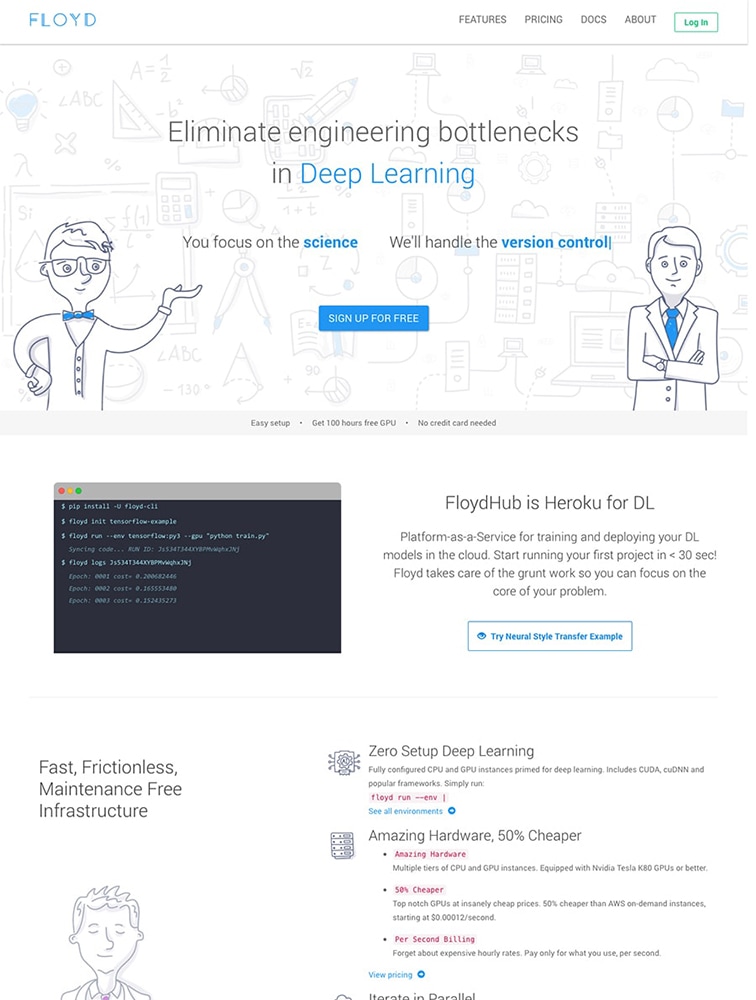 FLOYD
FEATURES PRICING DOCS ABOUT Log In
Eliminate engineering bottlenecks
in Deep Learning
You focus on the science We'll handle the version control|
SIGN UP FOR FREE
Easy setup • Get 100 hours free GPU • No credit card needed
$ pip install -U floyd-cli
$ floyd init tensorflow-example
$ floyd run --env tensorflow:py3 --gpu "python train.py"
Syncing code... RUN ID: Js534T344XYBPMvWqhxJNj
$ floyd logs Js534T344XYBPMvWqhxJNj
Epoch: 0001 cost= 0.200682446
Epoch: 0002 cost= 0.165553480
Epoch: 0003 cost= 0.152435273
FloydHub is Heroku for DL
Platform-as-a-Service for training and deploying your DL
models in the cloud. Start running your first project in < 30 sec!
Floyd takes care of the grunt work so you can focus on the
core of your problem.
Try Neural Style Transfer Example
Fast, Frictionless,
Maintenance Free
Infrastructure
Zero Setup Deep Learning
Fully configured CPU and GPU instances primed for deep learning. Includes CUDA, cuDNN and
popular frameworks. Simply run:
floyd run --env |
See all environments
Amazing Hardware, 50% Cheaper
• Amazing Hardware
Multiple tiers of CPU and GPU instances. Equipped with Nvidia Tesla K80 GPUs or better.
• 50% Cheaper
Top notch GPUs at insanely cheap prices. 50% cheaper than AWS on-demand instances,
starting at $0.00012/second.
• Per Second Billing
Forget about expensive hourly rates. Pay only for what you use, per second.
View pricing
Iterate in Parallel